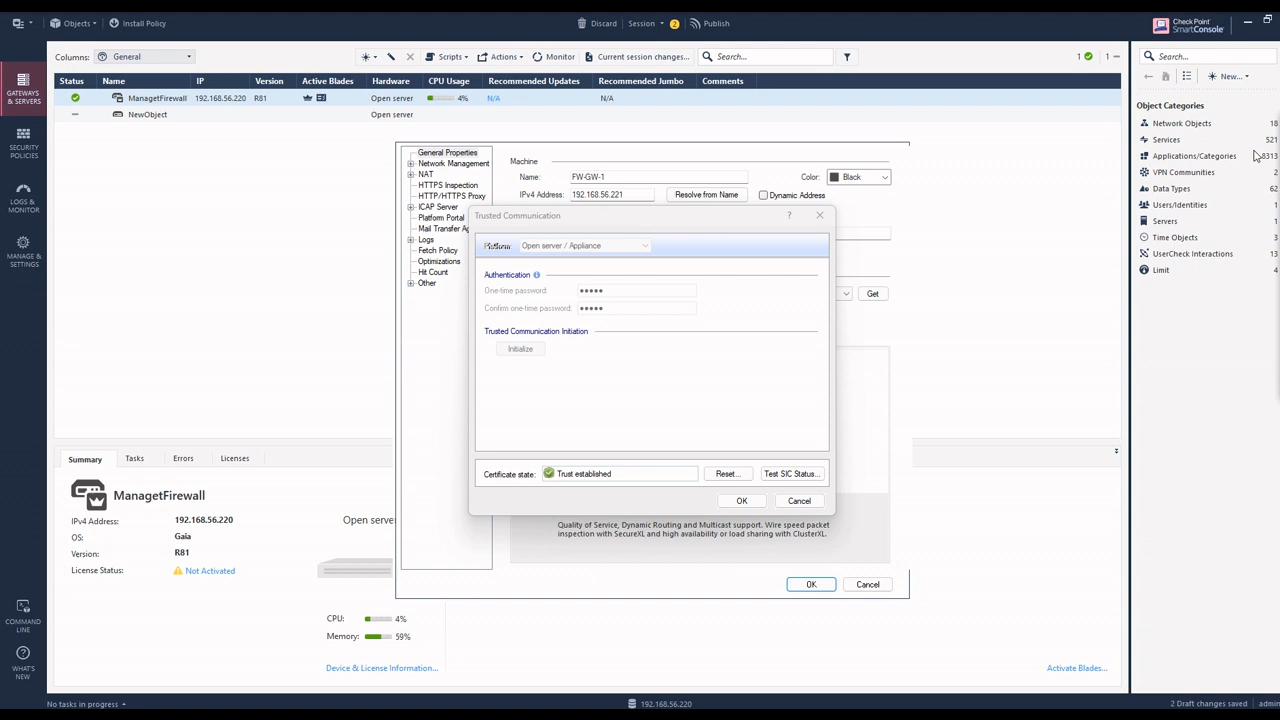 Objects
Install Policy
Discard
Session
2
Publish
Check Point
SmartConsole
GATEWAYS
& SERVERS
SECURITY
POLICIES
LOGS &
MONITOR
MANAGE &
SETTINGS
COMMAND
LINE
WHAT'S
NEW
Columns: General
Scripts Actions Monitor Current session changes... Search... 1 1
Status Name IP Version Active Blades Hardware CPU Usage Recommended Updates Recommended Jumbo Comments
ManagetFirewall 192.168.56.220 R81 Open server 4% N/A N/A
NewObject Open server
General Properties
Network Management
NAT
HTTPS Inspection
HTTP/HTTPS Proxy
ICAP Server
Platform Portal
Mail Transfer Ag
Logs
Fetch Policy
Optimizations
Hit Count
Other
Machine
Name: FW-GW-1 Color: Black
IPv4 Address: 192.168.56.221 Resolve from Name Dynamic Address
Get
Trusted Communication ?
Platform: Open server / Appliance
Authentication
One-time password: •••••
Confirm one-time password: •••••
Trusted Communication Initiation
Initialize
Certificate state: Trust established Reset... Test SIC Status...
OK Cancel
Quality of Service, Dynamic Routing and Multicast support. Wire speed packet
inspection with SecureXL and high availability or load sharing with ClusterXL.
OK Cancel
Summary Tasks Errors Licenses
ManagetFirewall
IPv4 Address: 192.168.56.220
OS: Gaia
Version: R81
License Status: Not Activated
Open serve
CPU: 4%
Memory: 59%
Device & License Information...
Activate Blades...
Search...
New...
Object Categories
Network Objects 18
Services 521
Applications/Categories 8313
VPN Communities 2
Data Types 62
Users/Identities 1
Servers 2
Time Objects 3
UserCheck Interactions 13
Limit 4
No tasks in progress
192.168.56.220
2 Draft changes saved
admin